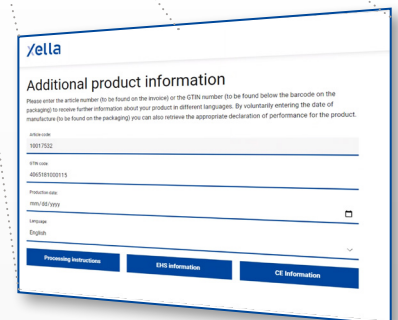 xella
Additional product information
Please enter the article number (to be found on the invoice) or the GTIN number (to be found below the barcode on the
packaging) to receive further information about your product in different languages. By voluntarily entering the date of
manufacture (to be found on the packaging) you can also retrieve the appropriate declaration of performance for the product.
Article code:
10017532
GTIN code:
4065181000115
Production date:
mm/dd/yyyy
Language:
English
Processing instructions EHS information CE Information